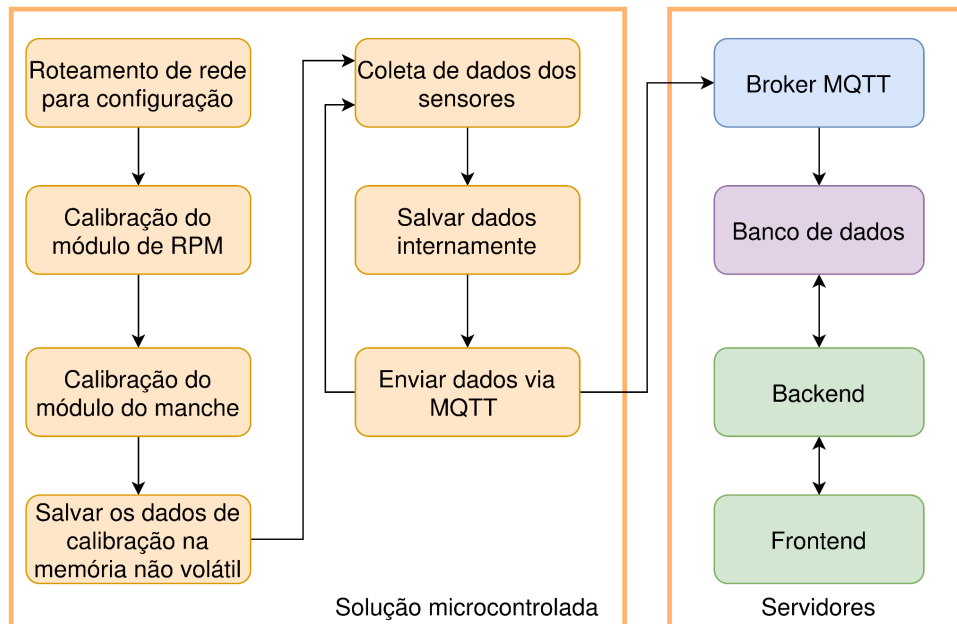 Roteamento de rede
para configuração
Calibração do
módulo de RPM
Calibração do
módulo do manche
Salvar os dados de
calibração na
memória não volátil
Coleta de dados dos
sensores
Salvar dados
internamente
Enviar dados via
MQTT
Solução microcontrolada
Broker MQTT
Banco de dados
Backend
Frontend
Servidores